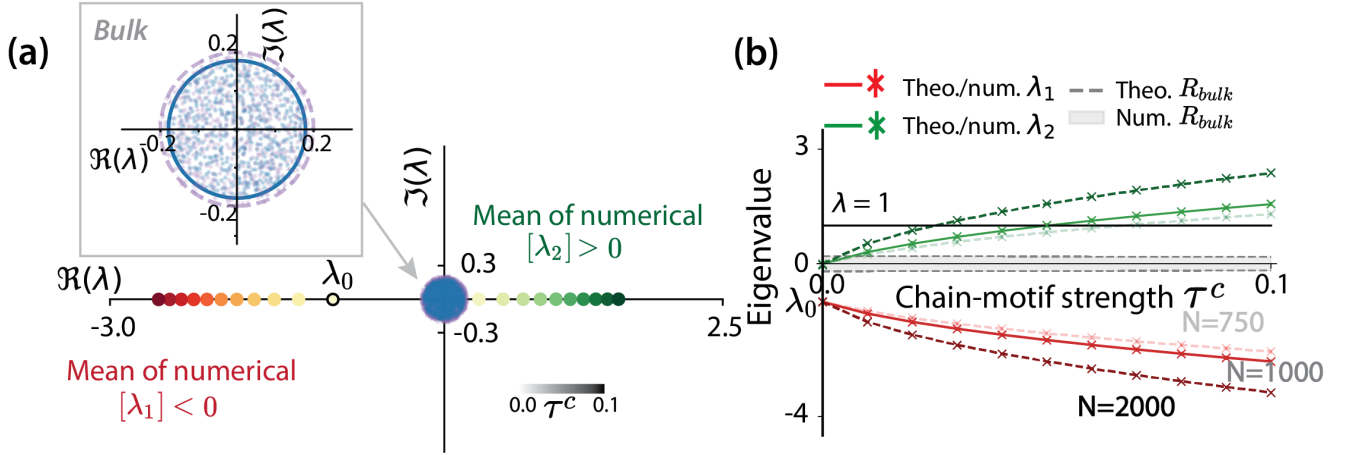 (a)
Bulk
ℑ(λ)
0.2
-0.2
0.2
ℜ(λ)
-0.2
ℑ(λ)
Mean of numerical
[λ₂] > 0
ℜ(λ)
λ₀
0.3
-3.0
-0.3
2.5
Mean of numerical
[λ₁] < 0
0.0 τᶜ 0.1
(b)
Theo./num. λ₁
Theo./num. λ₂
Theo. R_bulk
Num. R_bulk
Eigenvalue
3
λ = 1
0
0.0
0.1
λ₀
Chain-motif strength τᶜ
N=750
N=1000
N=2000
-4